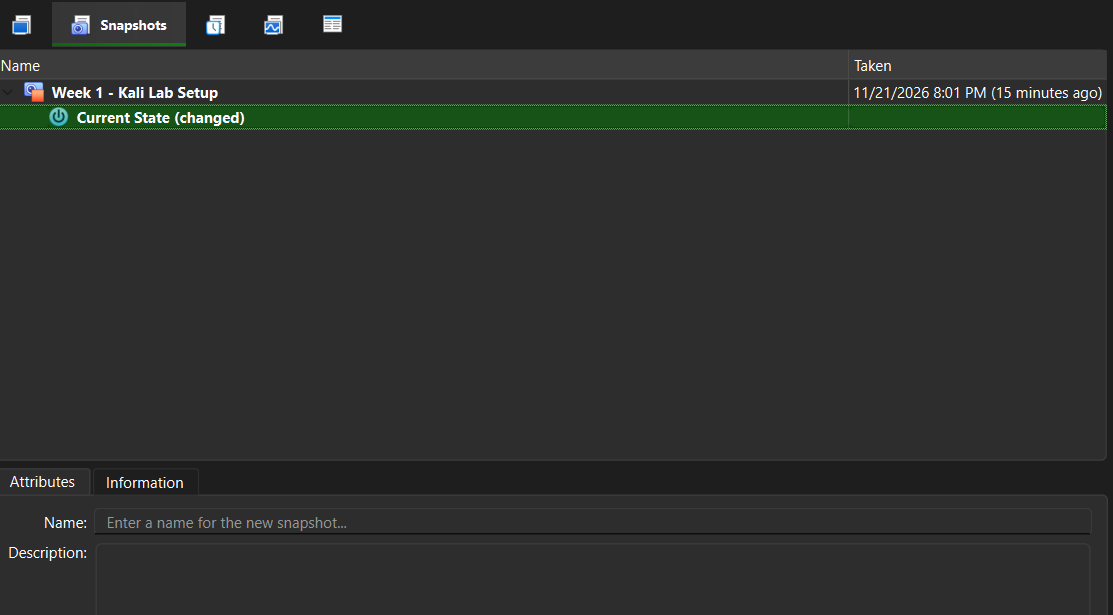 Snapshots
Name Taken
Week 1 - Kali Lab Setup 11/21/2026 8:01 PM (15 minutes ago)
Current State (changed)
Attributes Information
Name: Enter a name for the new snapshot...
Description: